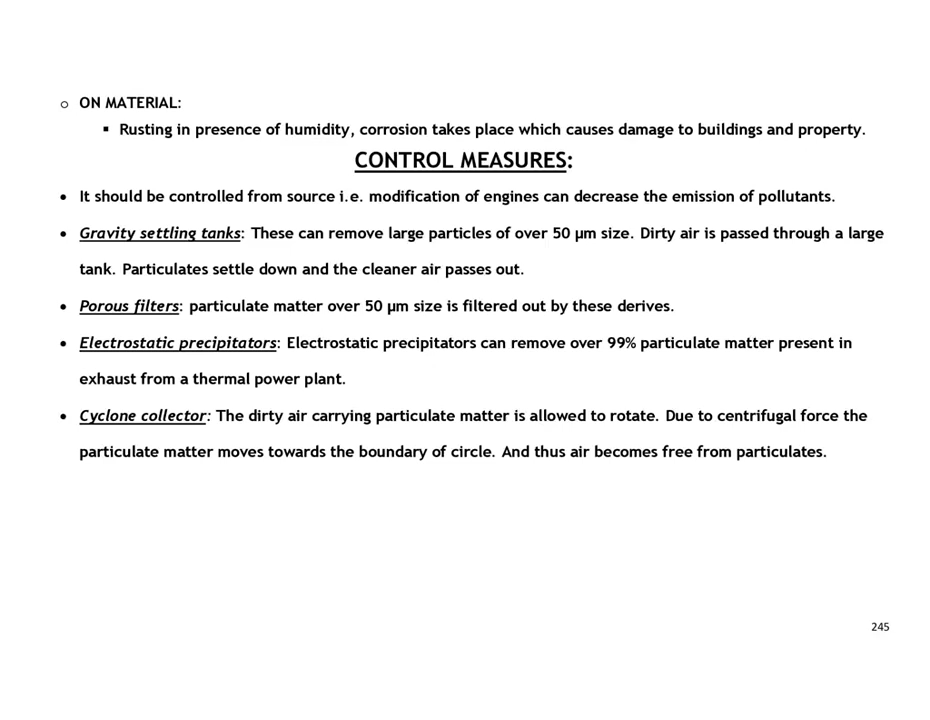 o ON MATERIAL:
▪ Rusting in presence of humidity, corrosion takes place which causes damage to buildings and property.
CONTROL MEASURES:
• It should be controlled from source i.e. modification of engines can decrease the emission of pollutants.
• Gravity settling tanks: These can remove large particles of over 50 µm size. Dirty air is passed through a large
tank. Particulates settle down and the cleaner air passes out.
• Porous filters: particulate matter over 50 µm size is filtered out by these derives.
• Electrostatic precipitators: Electrostatic precipitators can remove over 99% particulate matter present in
exhaust from a thermal power plant.
• Cyclone collector: The dirty air carrying particulate matter is allowed to rotate. Due to centrifugal force the
particulate matter moves towards the boundary of circle. And thus air becomes free from particulates.
245